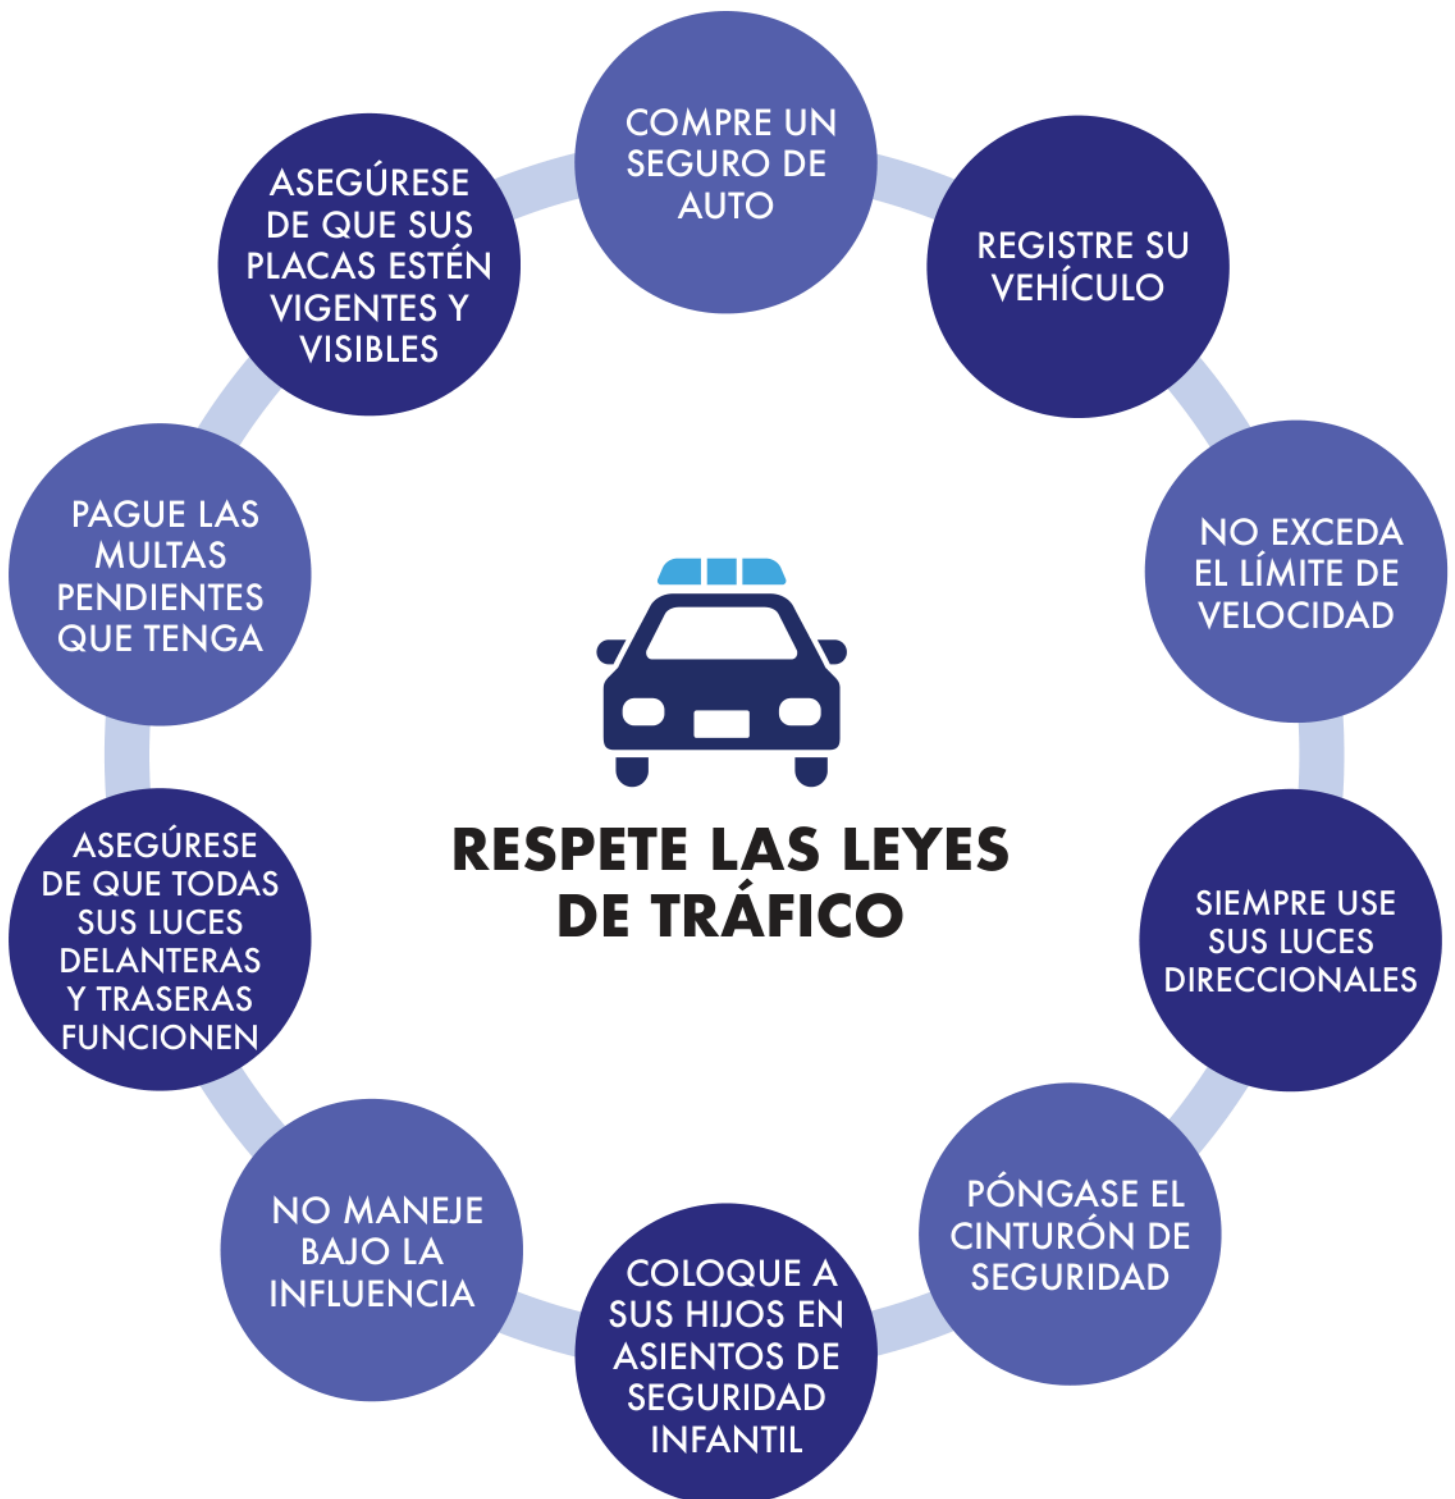 COMPRE UN
SEGURO DE
AUTO
REGISTRE SU
VEHÍCULO
NO EXCEDA
EL LÍMITE DE
VELOCIDAD
SIEMPRE USE
SUS LUCES
DIRECCIONALES
PÓNGASE EL
CINTURÓN DE
SEGURIDAD
COLOQUE A
SUS HIJOS EN
ASIENTOS DE
SEGURIDAD
INFANTIL
NO MANEJE
BAJO LA
INFLUENCIA
ASEGÚRESE
DE QUE TODAS
SUS LUCES
DELANTERAS
Y TRASERAS
FUNCIONEN
PAGUE LAS
MULTAS
PENDIENTES
QUE TENGA
ASEGÚRESE
DE QUE SUS
PLACAS ESTÉN
VIGENTES Y
VISIBLES
RESPETE LAS LEYES
DE TRÁFICO